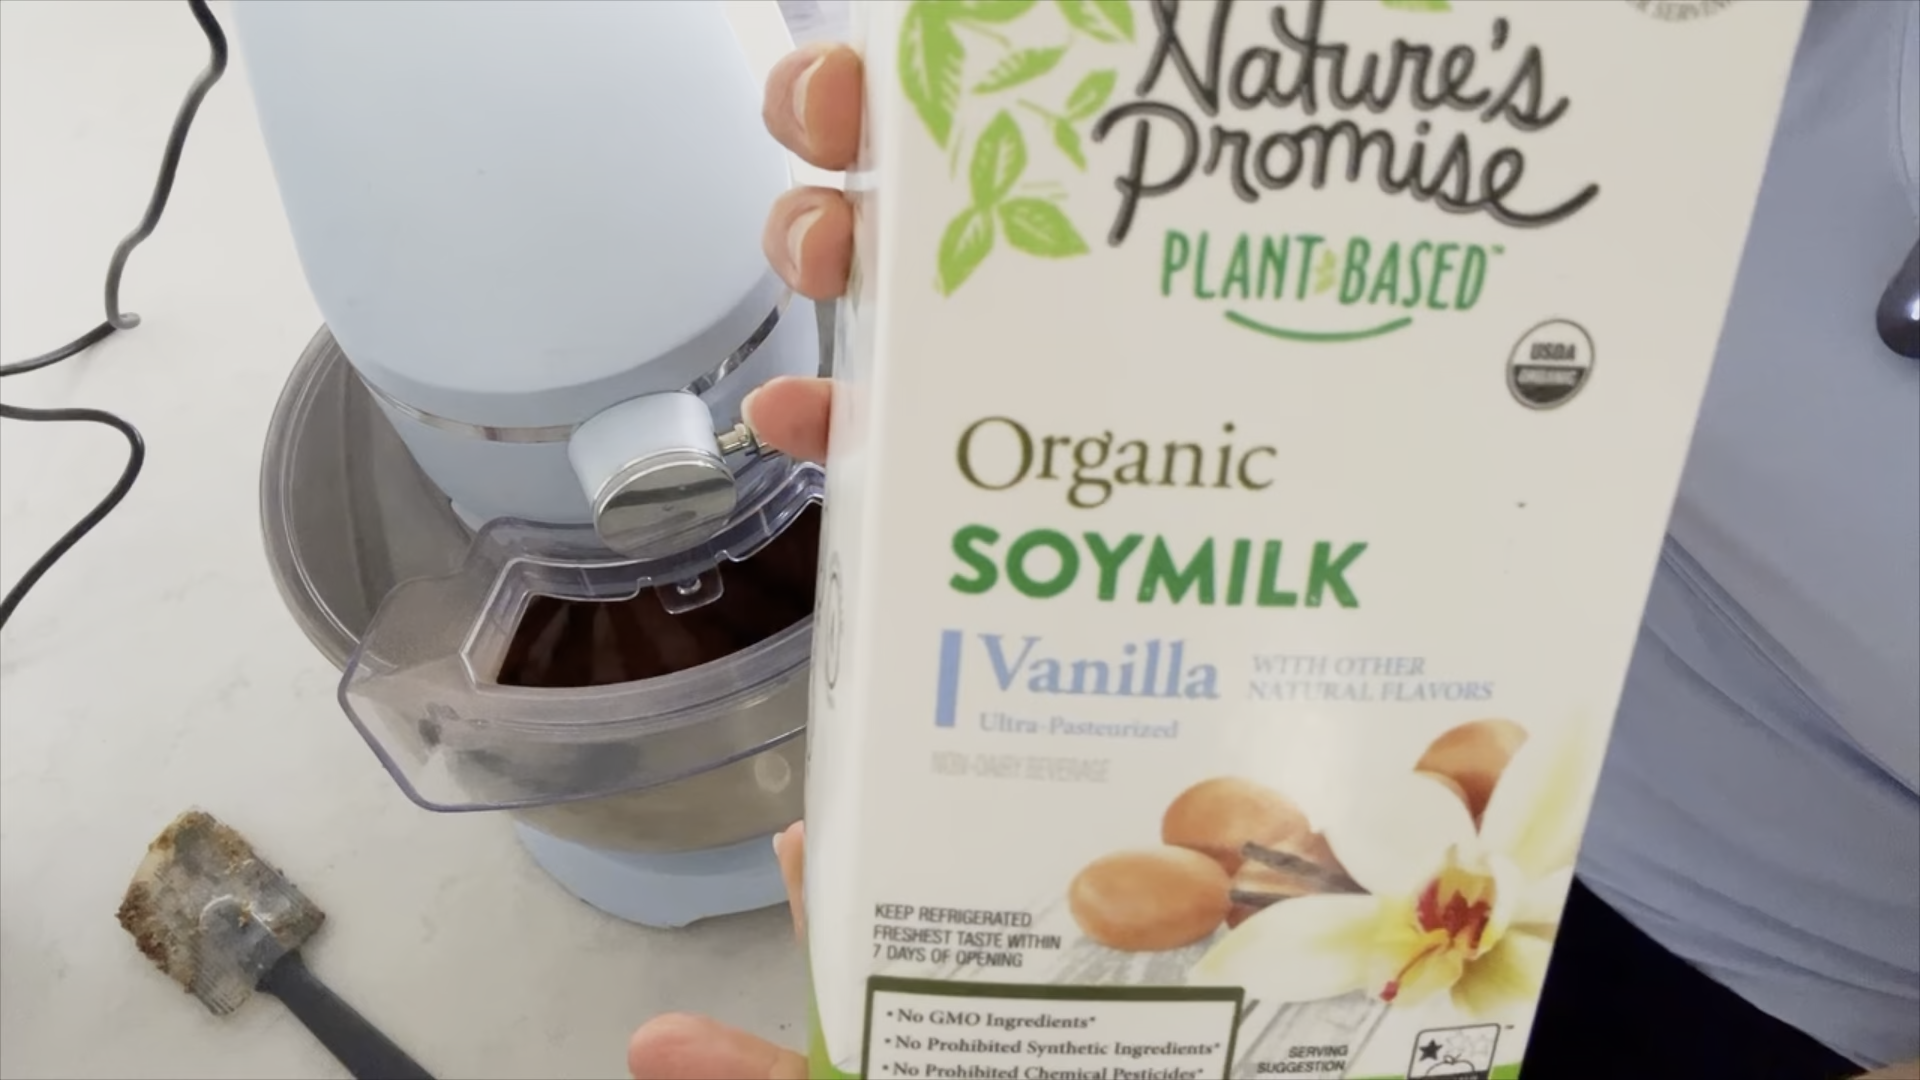 Nature's
Promise
PLANT BASED™
USDA
ORGANIC
Organic
SOYMILK
Vanilla
WITH OTHER
NATURAL FLAVORS
Ultra-Pasteurized
NON-DAIRY BEVERAGE
KEEP REFRIGERATED
FRESHEST TASTE WITHIN
7 DAYS OF OPENING
• No GMO Ingredients*
• No Prohibited Synthetic Ingredients*
• No Prohibited Chemical Pesticides*
SERVING
SUGGESTION